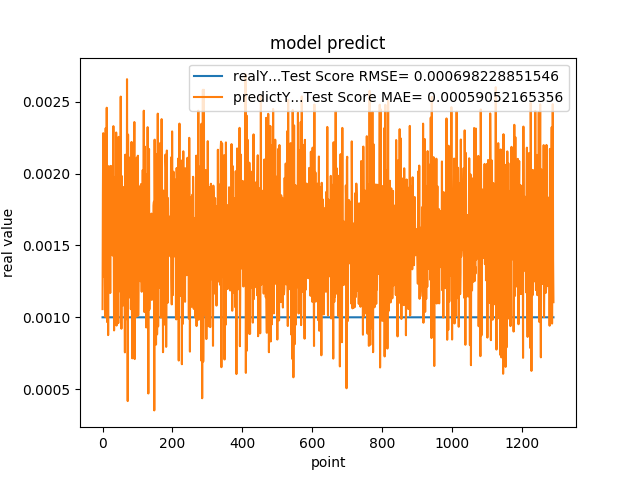 model predict
realY...Test Score RMSE= 0.000698228851546
predictY...Test Score MAE= 0.00059052165356
0.0025
0.0020
0.0015
0.0010
0.0005
real value
0 200 400 600 800 1000 1200
point